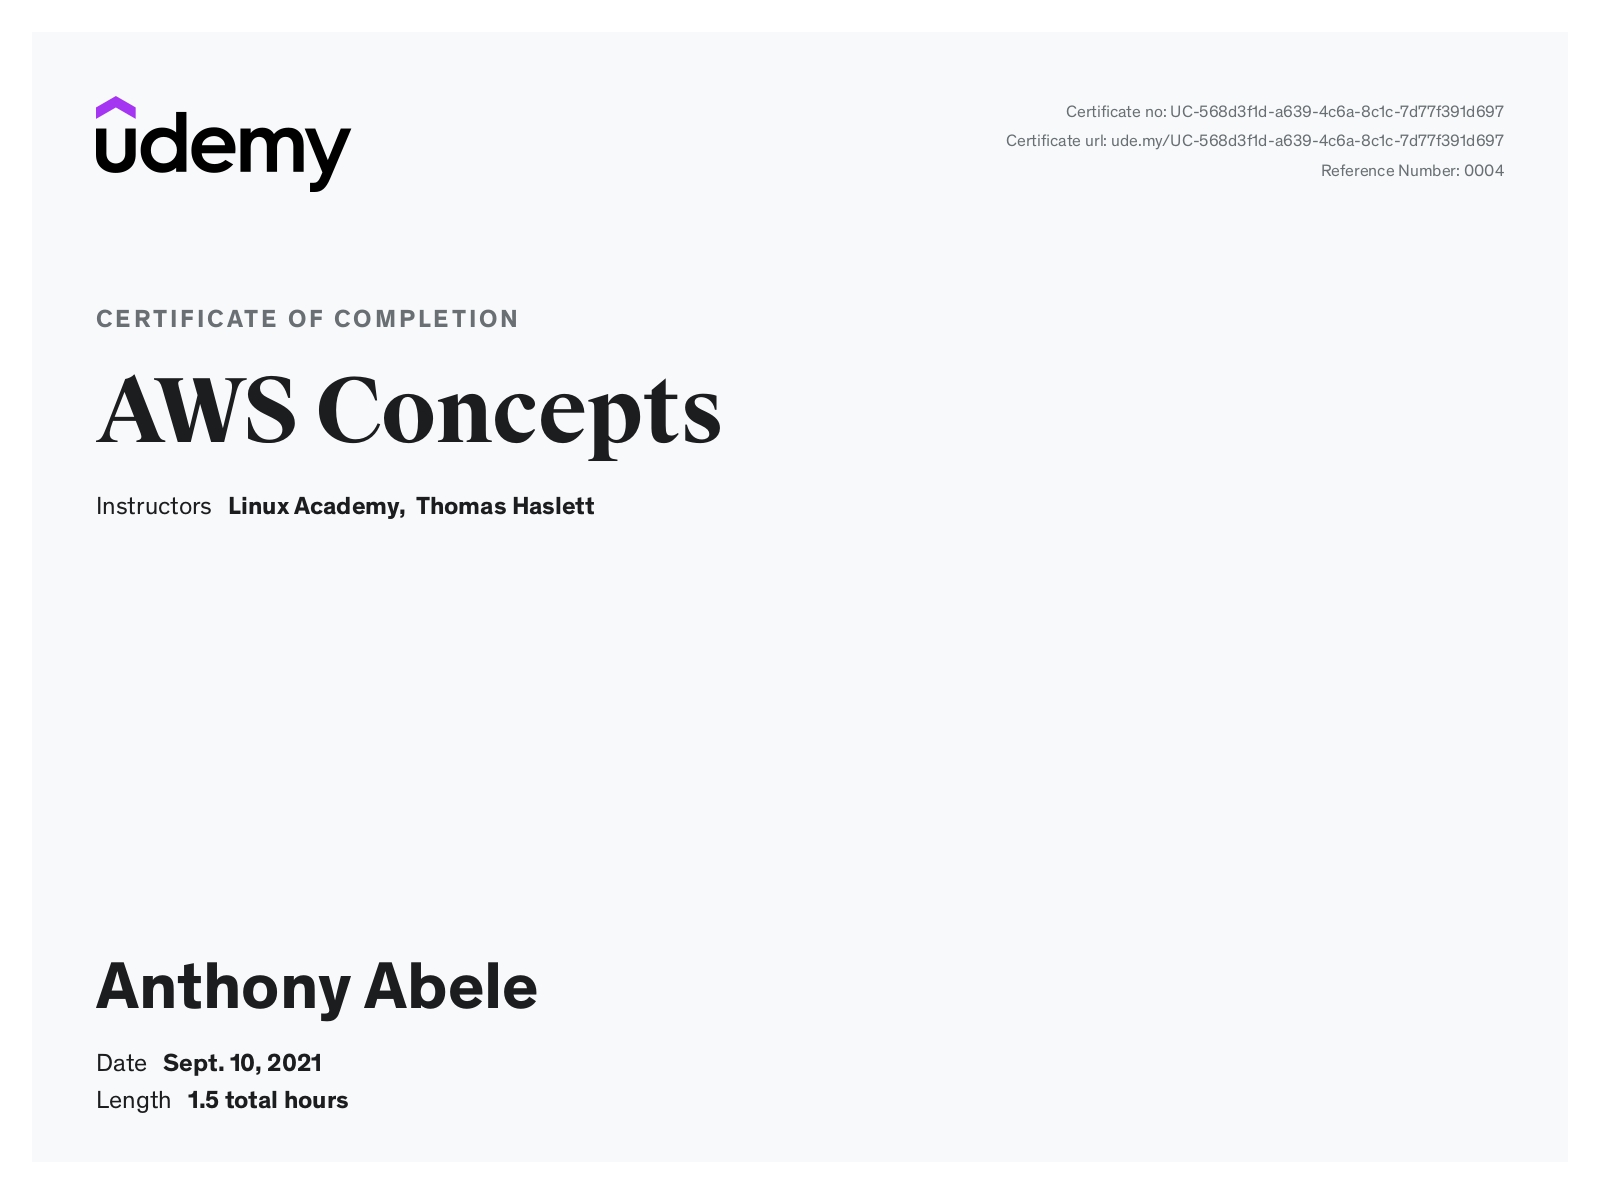 udemy
Certificate no: UC-568d3f1d-a639-4c6a-8c1c-7d77f391d697
Certificate url: ude.my/UC-568d3f1d-a639-4c6a-8c1c-7d77f391d697
Reference Number: 0004
CERTIFICATE OF COMPLETION
AWS Concepts
Instructors Linux Academy, Thomas Haslett
Anthony Abele
Date Sept. 10, 2021
Length 1.5 total hours